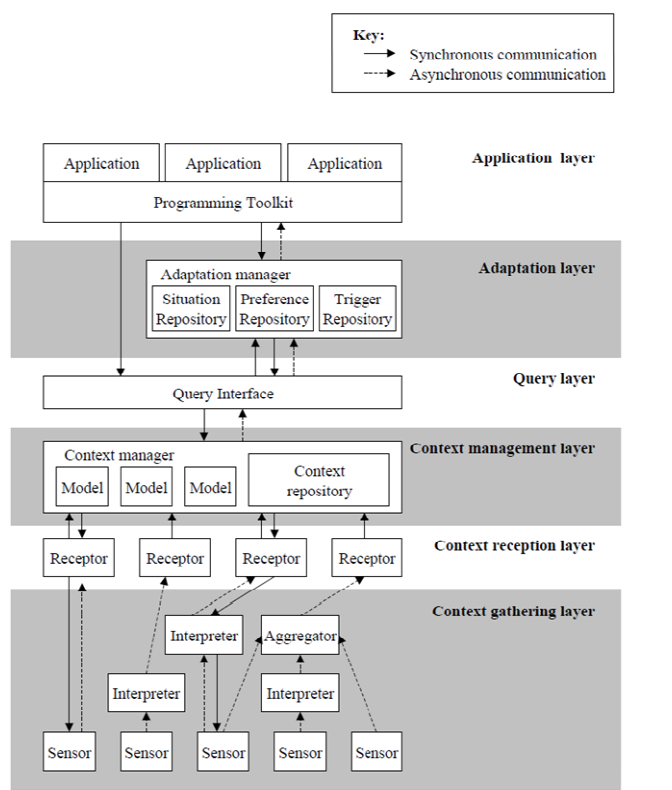 Key:
Synchronous communication
Asynchronous communication
Application Application Application
Application layer
Programming Toolkit
Adaptation layer
Adaptation manager
Situation Repository
Preference Repository
Trigger Repository
Query layer
Query Interface
Context management layer
Context manager
Model Model Model
Context
repository
Context reception layer
Receptor Receptor Receptor Receptor
Context gathering layer
Interpreter Aggregator
Interpreter Interpreter
Sensor Sensor Sensor Sensor Sensor